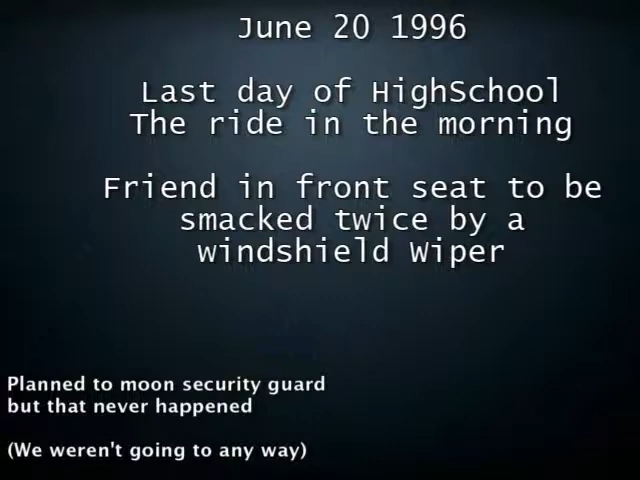 June 20 1996
Last day of HighSchool
The ride in the morning
Friend in front seat to be
smacked twice by a
windshield Wiper
Planned to moon security guard
but that never happened
(We weren't going to any way)